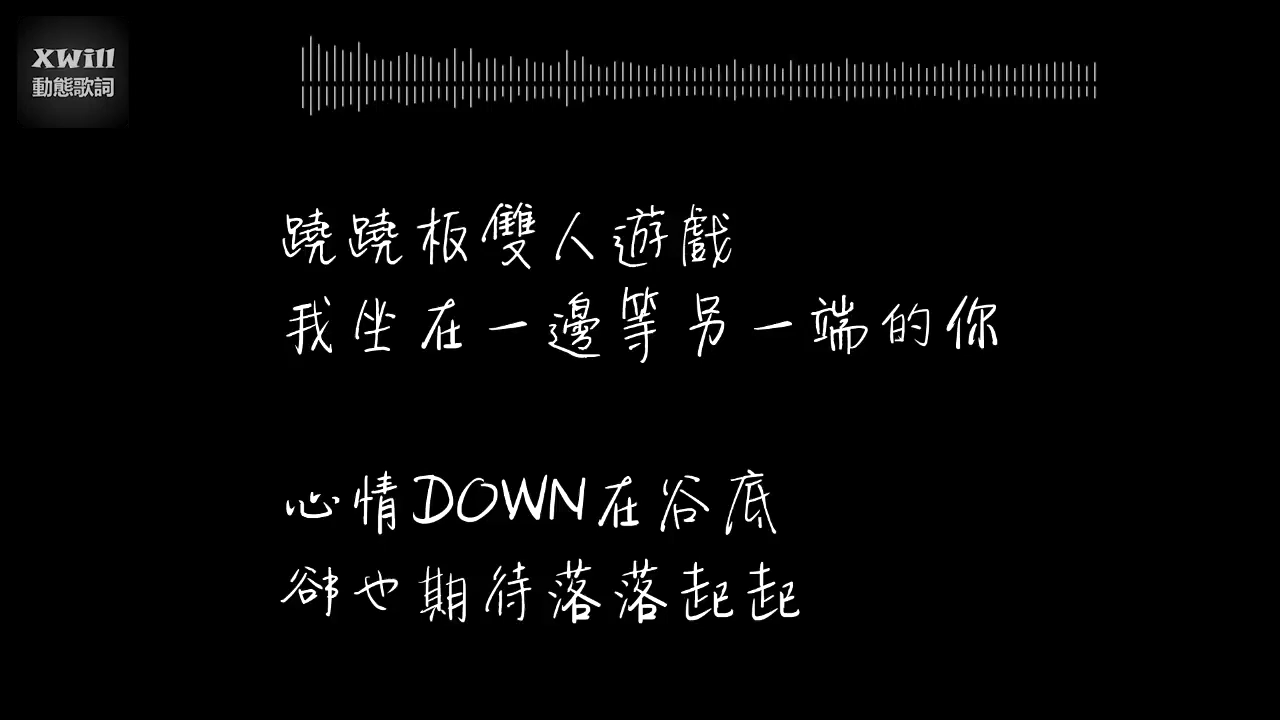 XWill
動態歌詞
蹺蹺板雙人遊戲
我坐在一邊等另一端的你
心情DOWN在谷底
卻也期待落落起起